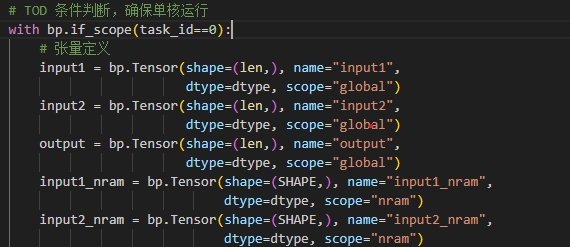 # TOD 条件判断，确保单核运行
with bp.if_scope(task_id==0):
# 张量定义
input1 = bp.Tensor(shape=(len,), name="input1",
dtype=dtype, scope="global")
input2 = bp.Tensor(shape=(len,), name="input2",
dtype=dtype, scope="global")
output = bp.Tensor(shape=(len,), name="output",
dtype=dtype, scope="global")
input1_nram = bp.Tensor(shape=(SHAPE,), name="input1_nram",
dtype=dtype, scope="nram")
input2_nram = bp.Tensor(shape=(SHAPE,), name="input2_nram",
dtype=dtype, scope="nram")